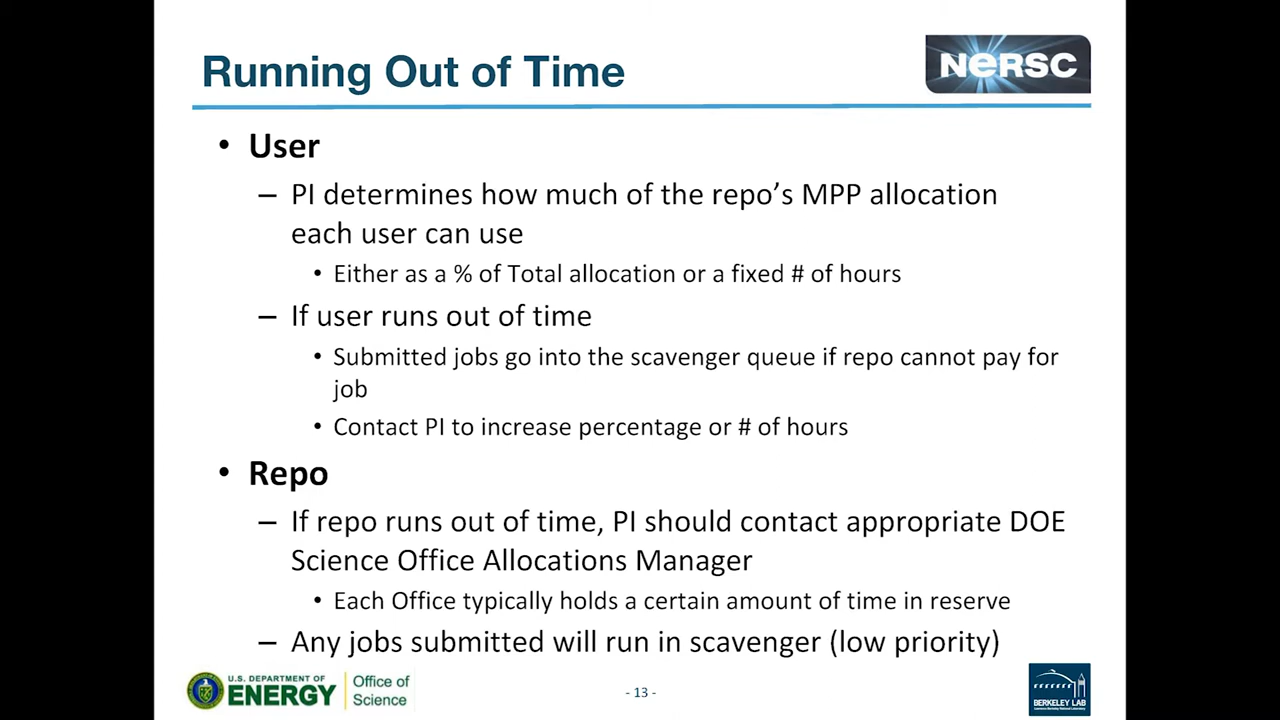 Running Out of Time
NERSC
• User
– PI determines how much of the repo’s MPP allocation
each user can use
• Either as a % of Total allocation or a fixed # of hours
– If user runs out of time
• Submitted jobs go into the scavenger queue if repo cannot pay for
job
• Contact PI to increase percentage or # of hours
• Repo
– If repo runs out of time, PI should contact appropriate DOE
Science Office Allocations Manager
• Each Office typically holds a certain amount of time in reserve
– Any jobs submitted will run in scavenger (low priority)
U.S. DEPARTMENT OF
ENERGY
Office of
Science
- 13 -
BERKELEY LAB